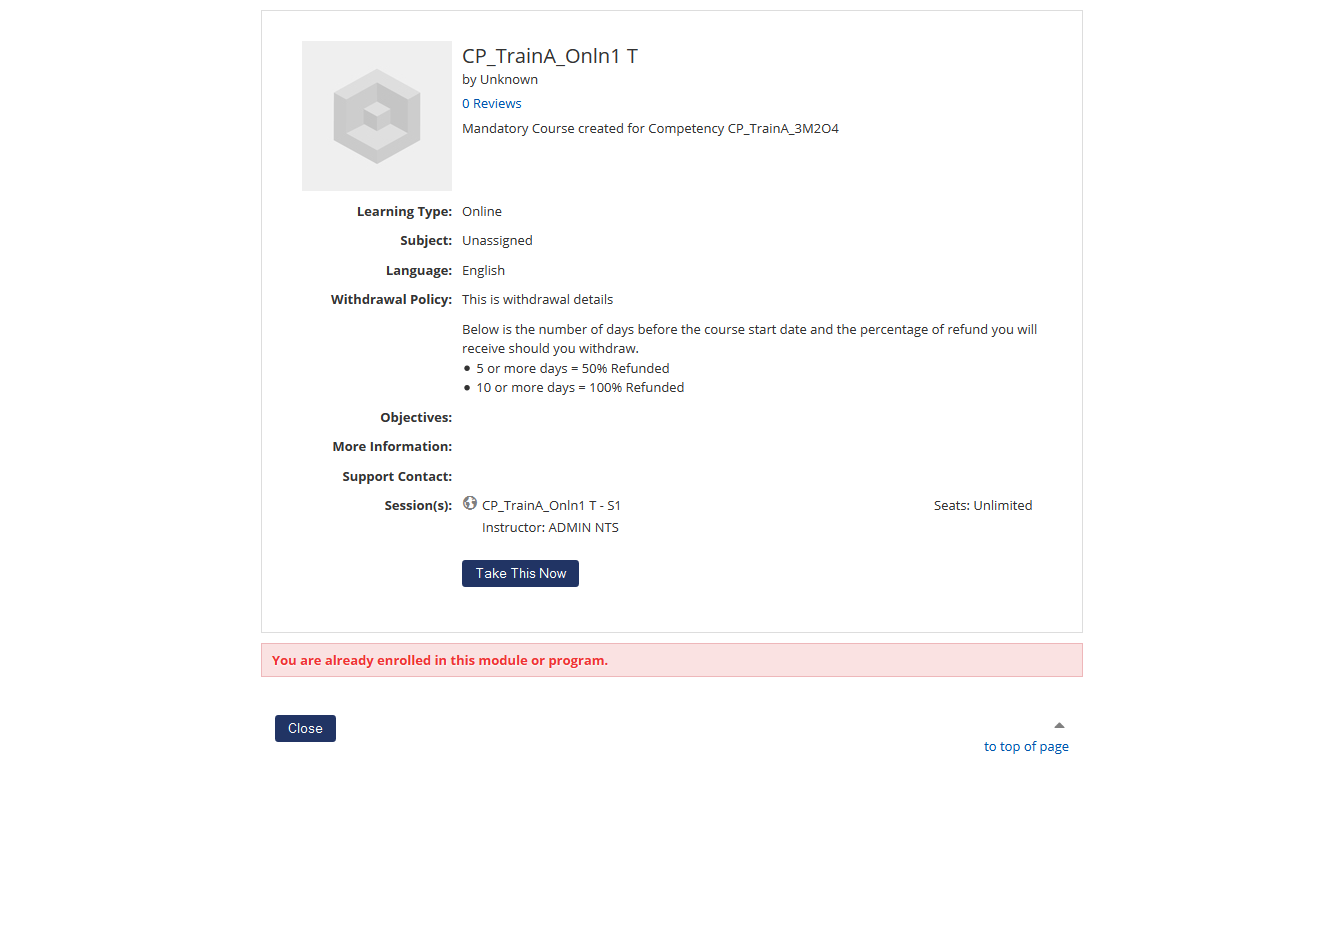 CP_TrainA_Onln1 T
by Unknown
0 Reviews
Mandatory Course created for Competency CP_TrainA_3M2O4
Learning Type: Online
Subject: Unassigned
Language: English
Withdrawal Policy: This is withdrawal details
Below is the number of days before the course start date and the percentage of refund you will
receive should you withdraw.
• 5 or more days = 50% Refunded
• 10 or more days = 100% Refunded
Objectives:
More Information:
Support Contact:
Session(s): CP_TrainA_Onln1 T - S1 Seats: Unlimited
Instructor: ADMIN NTS
Take This Now
You are already enrolled in this module or program.
Close
to top of page